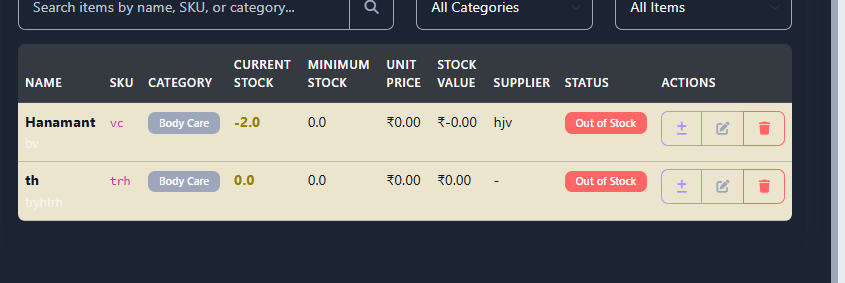 Search items by name, SKU, or category... All Categories All Items
NAME SKU CATEGORY CURRENT STOCK MINIMUM STOCK UNIT PRICE STOCK VALUE SUPPLIER STATUS ACTIONS
Hanamant vc Body Care -2.0 0.0 ₹0.00 ₹-0.00 hjv Out of Stock
bv
th trh Body Care 0.0 0.0 ₹0.00 ₹0.00 - Out of Stock
tryhtrh